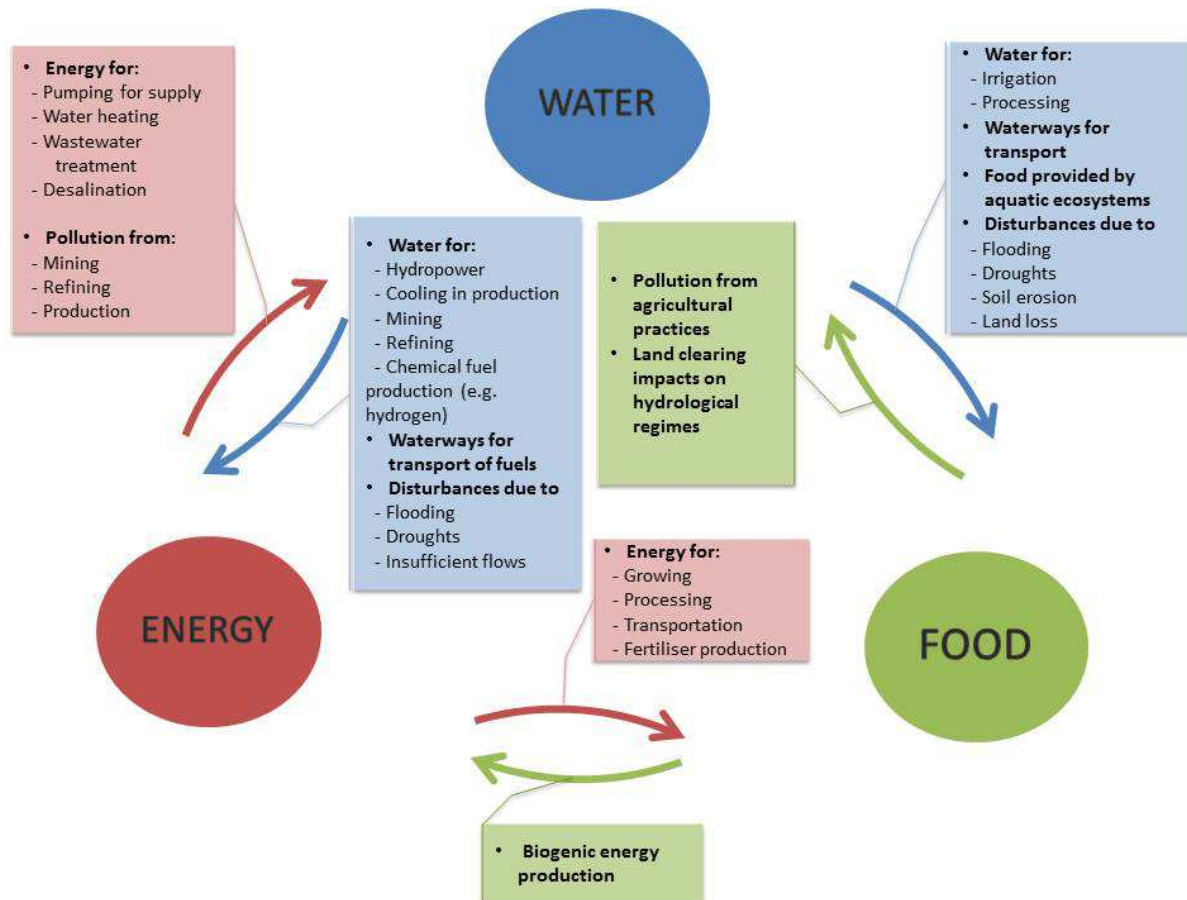 WATER
• Energy for:
- Pumping for supply
- Water heating
- Wastewater
treatment
- Desalination
• Pollution from:
- Mining
- Refining
- Production
• Water for:
- Hydropower
- Cooling in production
- Mining
- Refining
- Chemical fuel
production (e.g.
hydrogen)
• Waterways for
transport of fuels
• Disturbances due to
- Flooding
- Droughts
- Insufficient flows
• Pollution from
agricultural
practices
• Land clearing
impacts on
hydrological
regimes
• Water for:
- Irrigation
- Processing
• Waterways for
transport
• Food provided by
aquatic ecosystems
• Disturbances due to
- Flooding
- Droughts
- Soil erosion
- Land loss
ENERGY
• Energy for:
- Growing
- Processing
- Transportation
- Fertiliser production
FOOD
• Biogenic energy
production